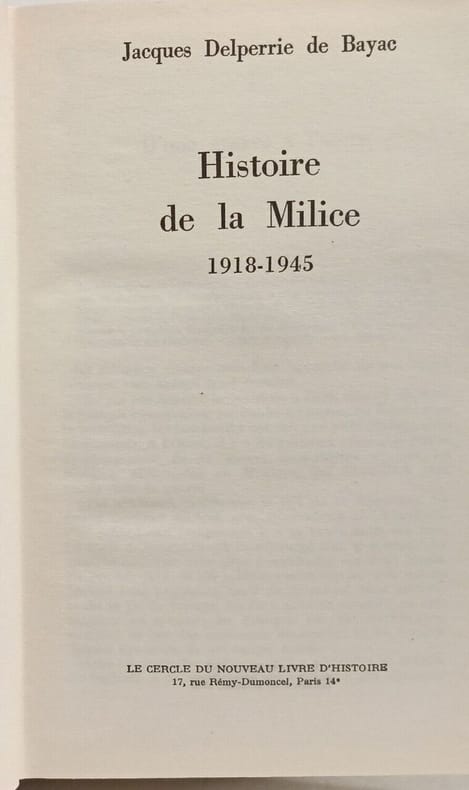 Jacques Delperrie de Bayac
Histoire
de la Milice
1918-1945
LE CERCLE DU NOUVEAU LIVRE D'HISTOIRE
17, rue Rémy-Dumoncel, Paris 14e